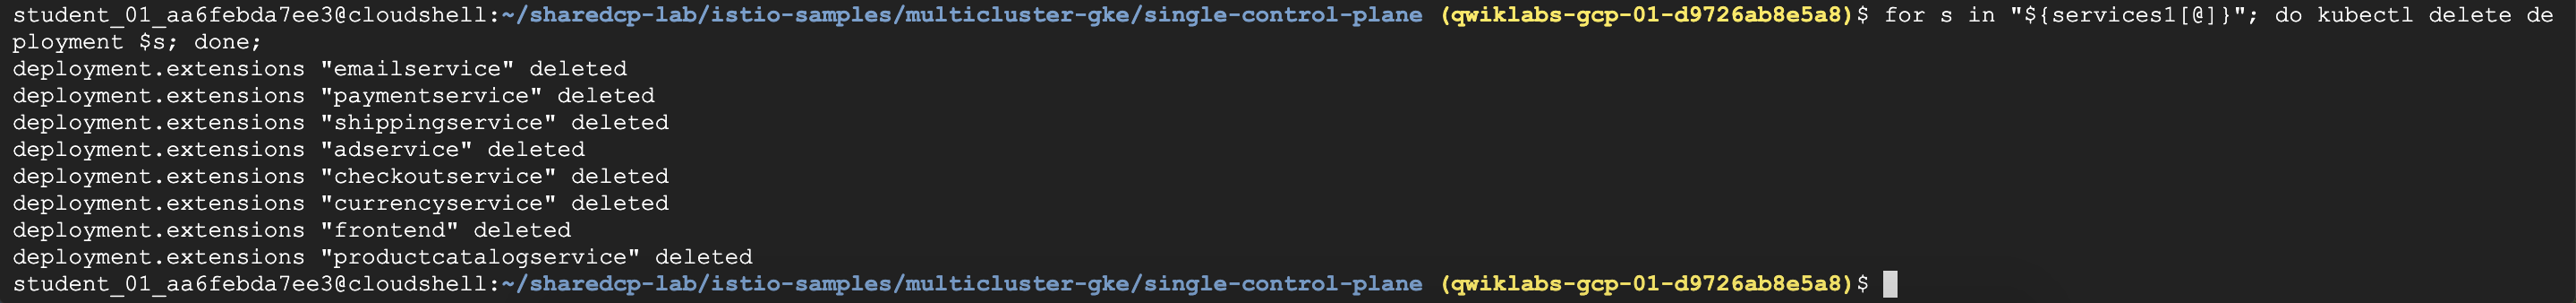 student_01_aa6febda7ee3@cloudshell:~/sharedcp-lab/istio-samples/multicluster-gke/single-control-plane (qwiklabs-gcp-01-d9726ab8e5a8)$ for s in "${services1[@]}"; do kubectl delete de
ployment $s; done;
deployment.extensions "emailservice" deleted
deployment.extensions "paymentservice" deleted
deployment.extensions "shippingservice" deleted
deployment.extensions "adservice" deleted
deployment.extensions "checkoutservice" deleted
deployment.extensions "currencyservice" deleted
deployment.extensions "frontend" deleted
deployment.extensions "productcatalogservice" deleted
student_01_aa6febda7ee3@cloudshell:~/sharedcp-lab/istio-samples/multicluster-gke/single-control-plane (qwiklabs-gcp-01-d9726ab8e5a8)$